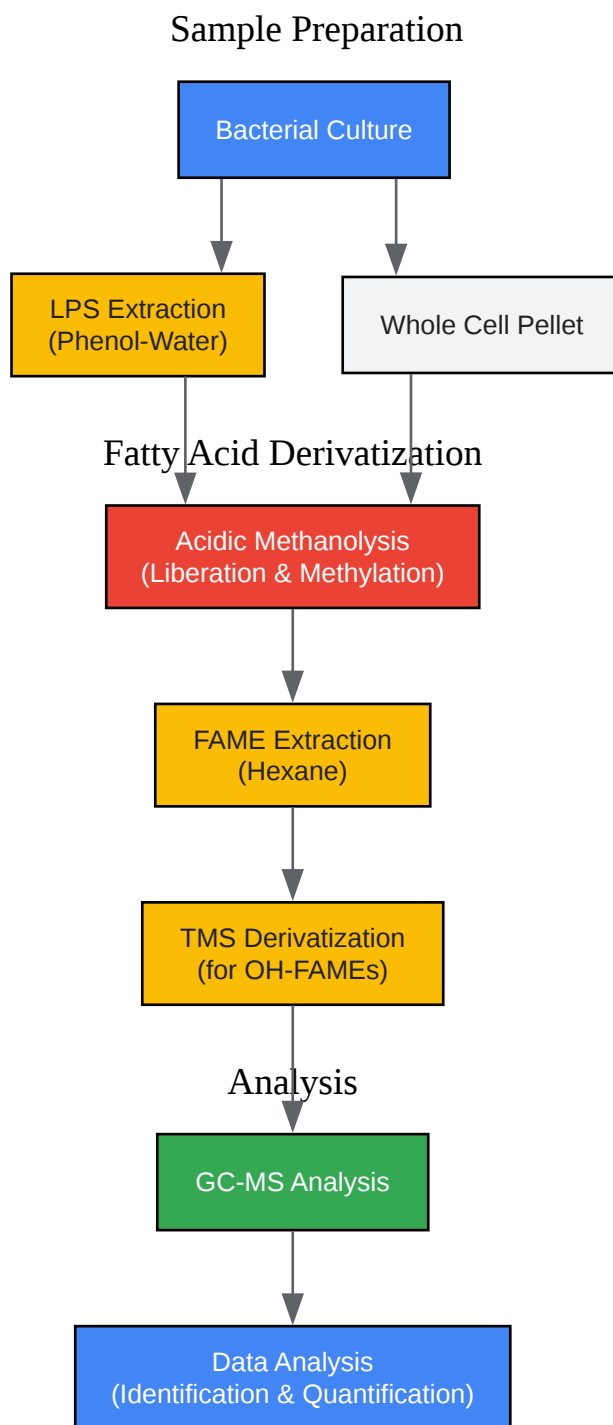 Sample Preparation
Bacterial Culture
LPS Extraction
(Phenol-Water)
Whole Cell Pellet
Fatty Acid Derivatization
Acidic Methanolysis
(Liberation & Methylation)
FAME Extraction
(Hexane)
TMS Derivatization
(for OH-FAMEs)
Analysis
GC-MS Analysis
Data Analysis
(Identification & Quantification)